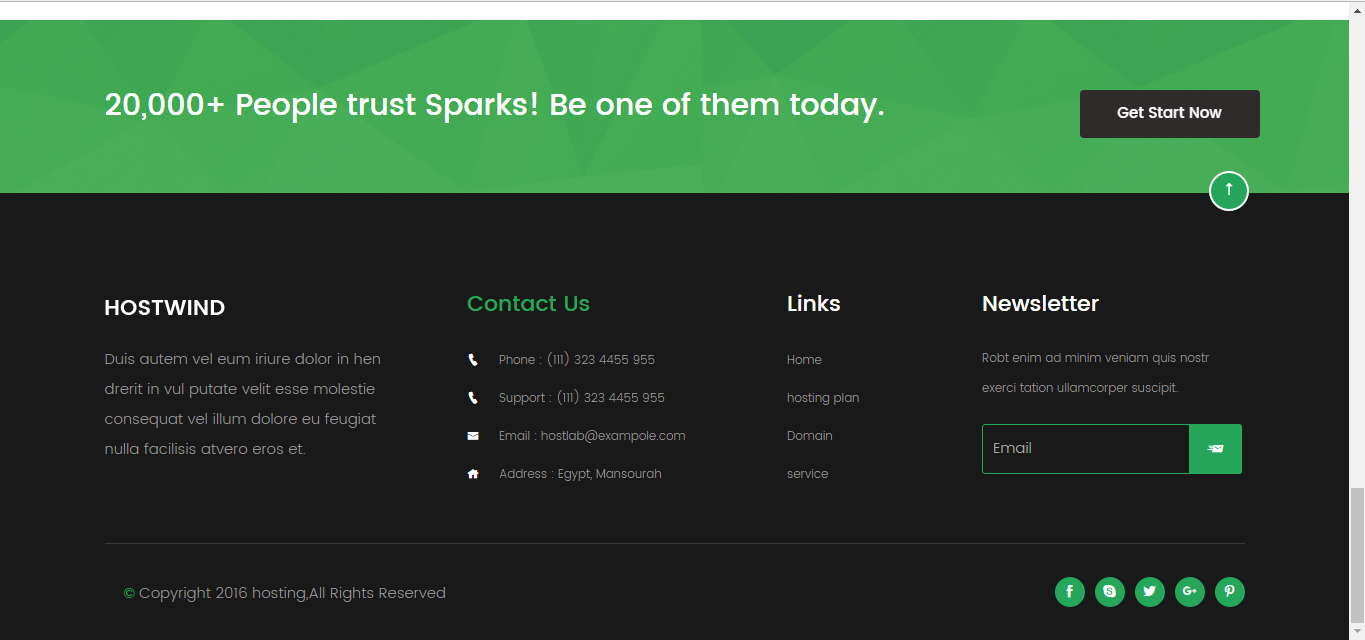 20,000+ People trust Sparks! Be one of them today.
Get Start Now
HOSTWIND
Duis autem vel eum iriure dolor in hen
drerit in vul putate velit esse molestie
consequat vel illum dolore eu feugiat
nulla facilisis atvero eros et.
Contact Us
Phone : (111) 323 4455 955
Support : (111) 323 4455 955
Email : hostlab@exampole.com
Address : Egypt, Mansourah
Links
Home
hosting plan
Domain
service
Newsletter
Robt enim ad minim veniam quis nostr
exerci tation ullamcorper suscipit.
Email
© Copyright 2016 hosting,All Rights Reserved